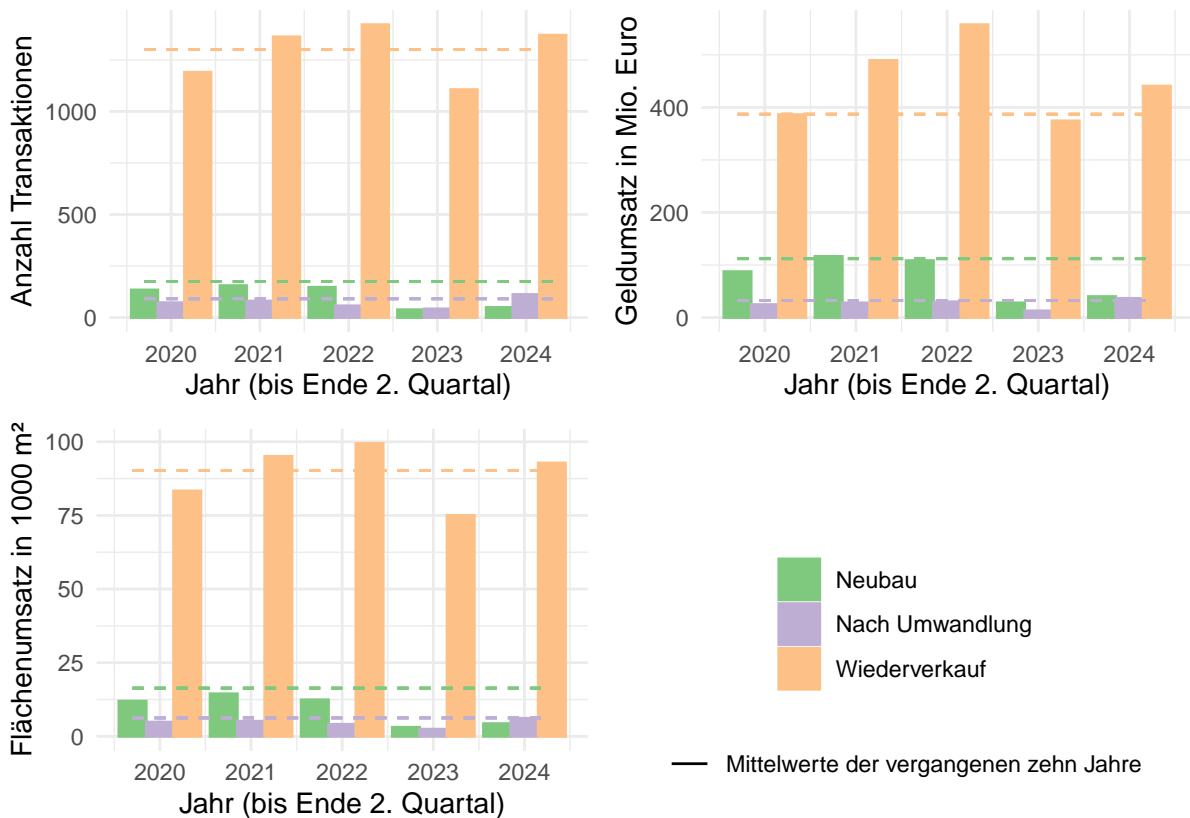 Anzahl Transaktionen
1000
500
0
2020 2021 2022 2023 2024
Jahr (bis Ende 2. Quartal)
Geldumsatz in Mio. Euro
400
200
0
2020 2021 2022 2023 2024
Jahr (bis Ende 2. Quartal)
Flächenumsatz in 1000 m²
100
75
50
25
0
2020 2021 2022 2023 2024
Jahr (bis Ende 2. Quartal)
Neubau
Nach Umwandlung
Wiederverkauf
Mittelwerte der vergangenen zehn Jahre